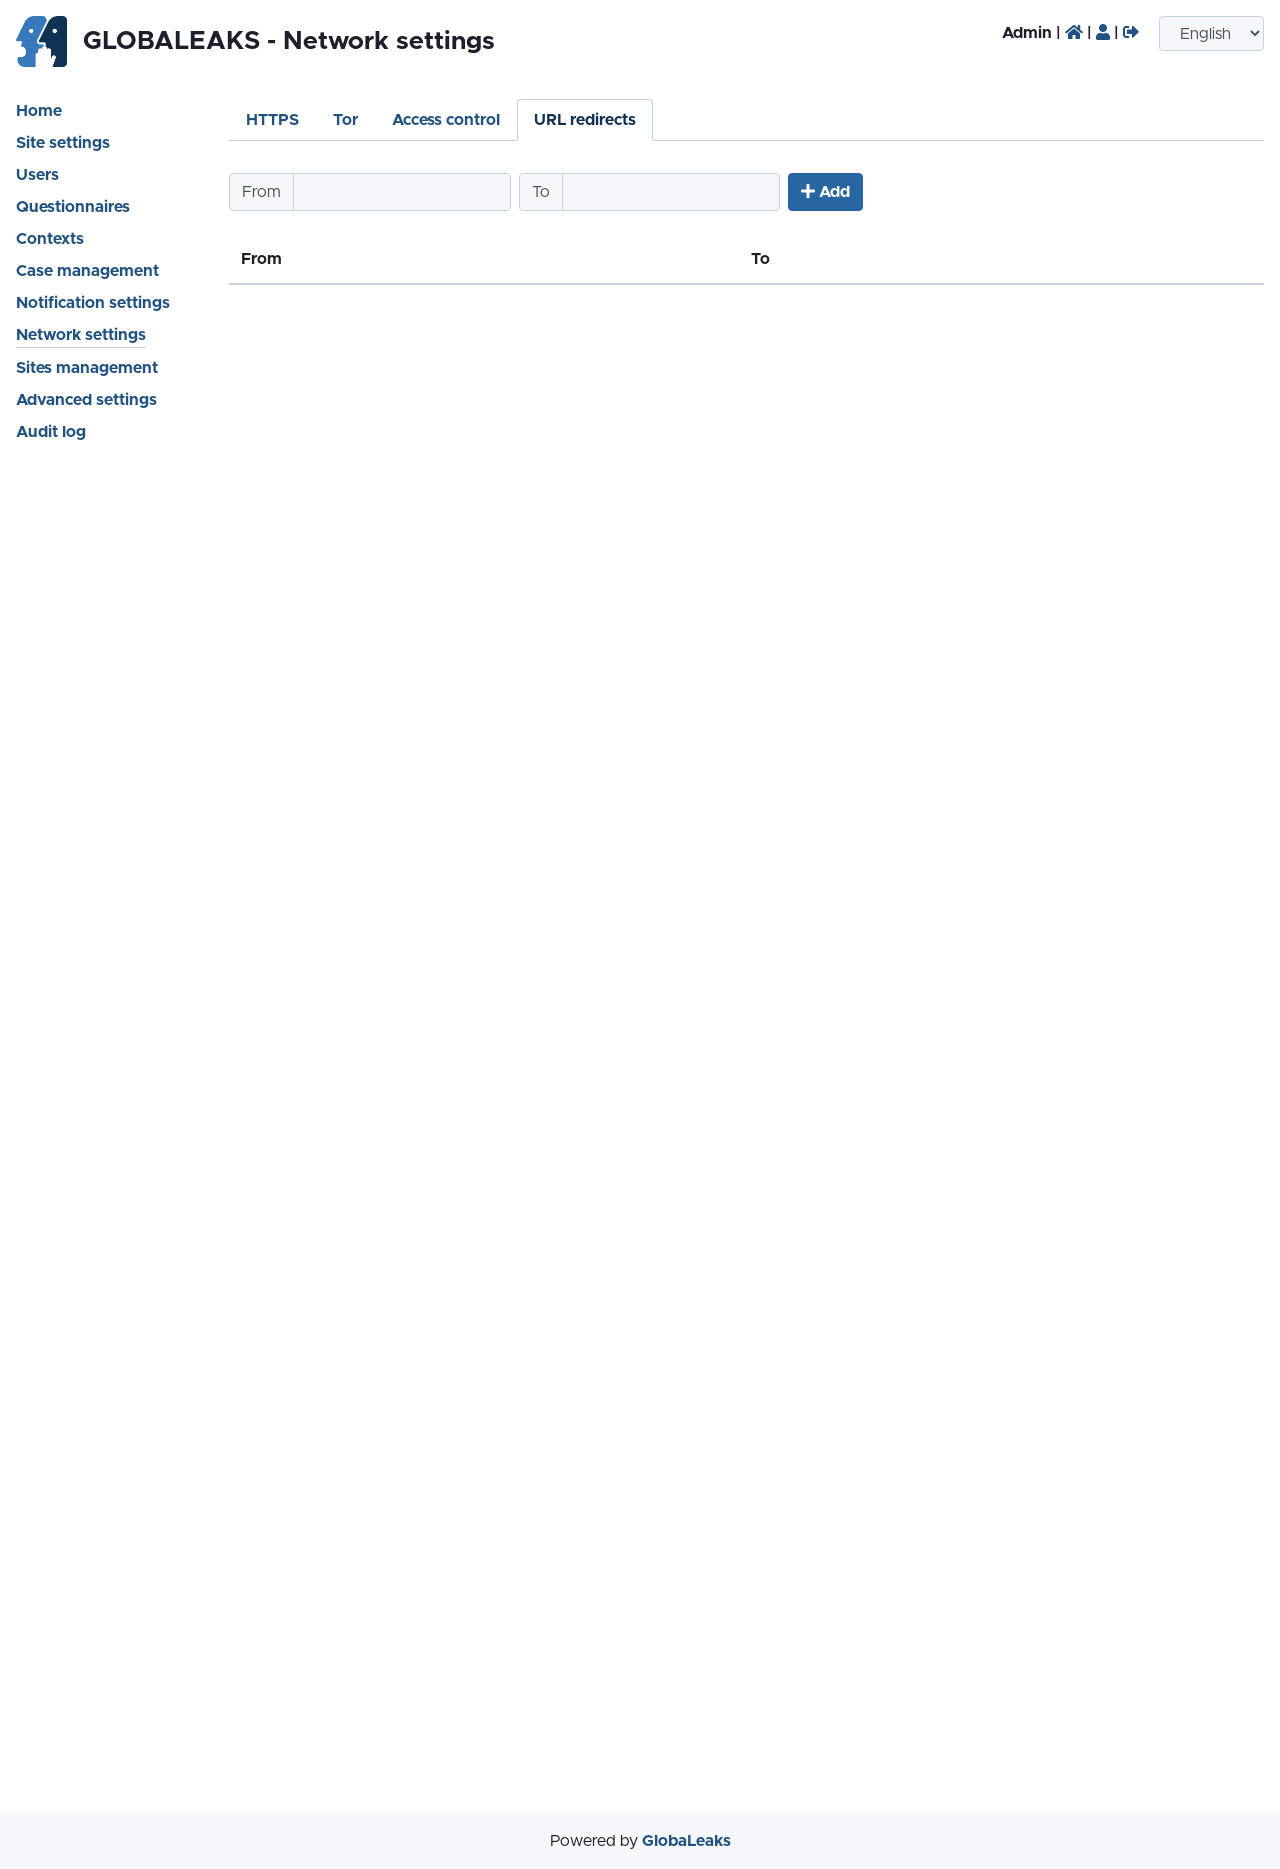 GLOBALEAKS - Network settings
Admin | | |
English
Home
Site settings
Users
Questionnaires
Contexts
Case management
Notification settings
Network settings
Sites management
Advanced settings
Audit log
HTTPS Tor Access control URL redirects
From To Add
From To
Powered by GlobaLeaks